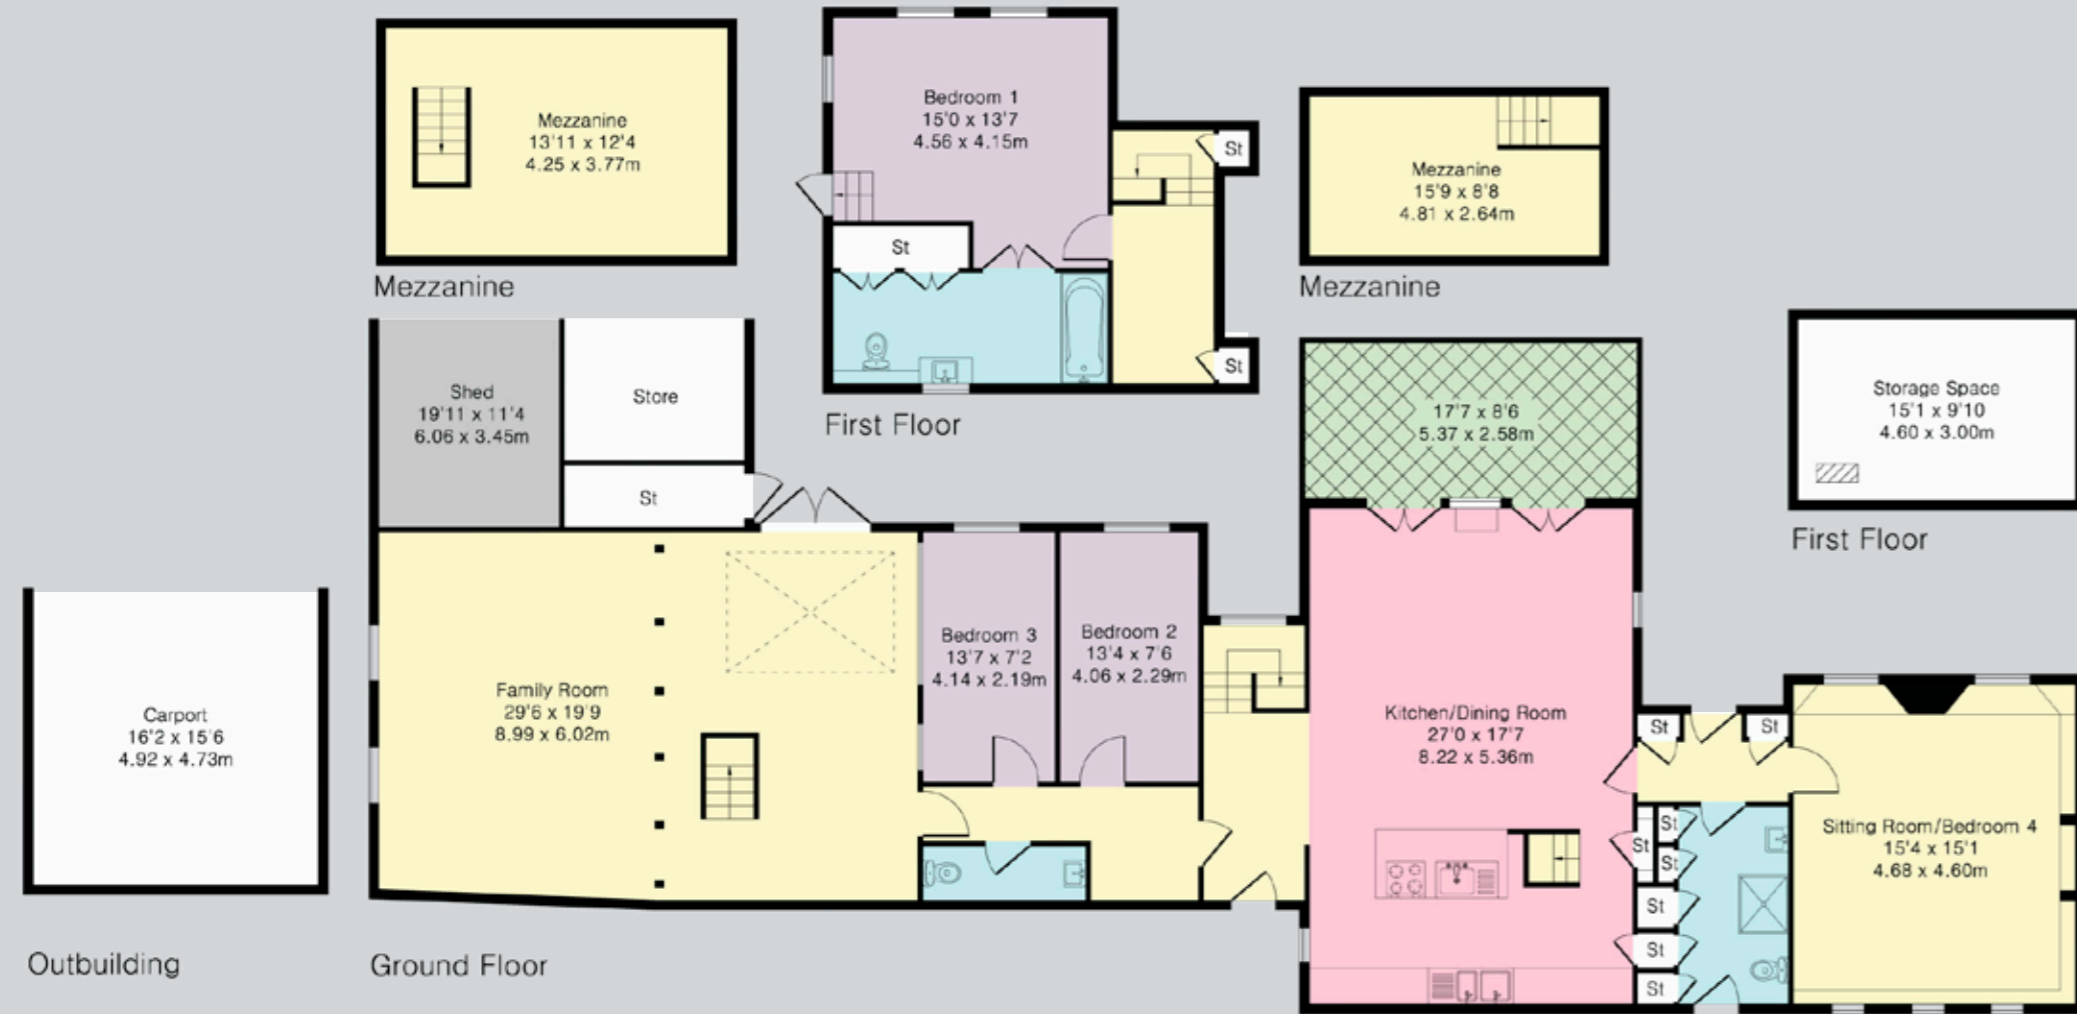 Mezzanine
13'11 x 12'4
4.25 x 3.77m
Mezzanine
Bedroom 1
15'0 x 13'7
4.56 x 4.15m
St
St
St
First Floor
Mezzanine
15'9 x 8'8
4.81 x 2.64m
Mezzanine
Storage Space
15'1 x 9'10
4.60 x 3.00m
First Floor
Shed
19'11 x 11'4
6.06 x 3.45m
Store
St
17'7 x 8'6
5.37 x 2.58m
Carport
16'2 x 15'6
4.92 x 4.73m
Outbuilding
Family Room
29'6 x 19'9
8.99 x 6.02m
Bedroom 3
13'7 x 7'2
4.14 x 2.19m
Bedroom 2
13'4 x 7'6
4.06 x 2.29m
Kitchen/Dining Room
27'0 x 17'7
8.22 x 5.36m
St
St
St
St
St
St
St
St
Sitting Room/Bedroom 4
15'4 x 15'1
4.68 x 4.60m
Ground Floor